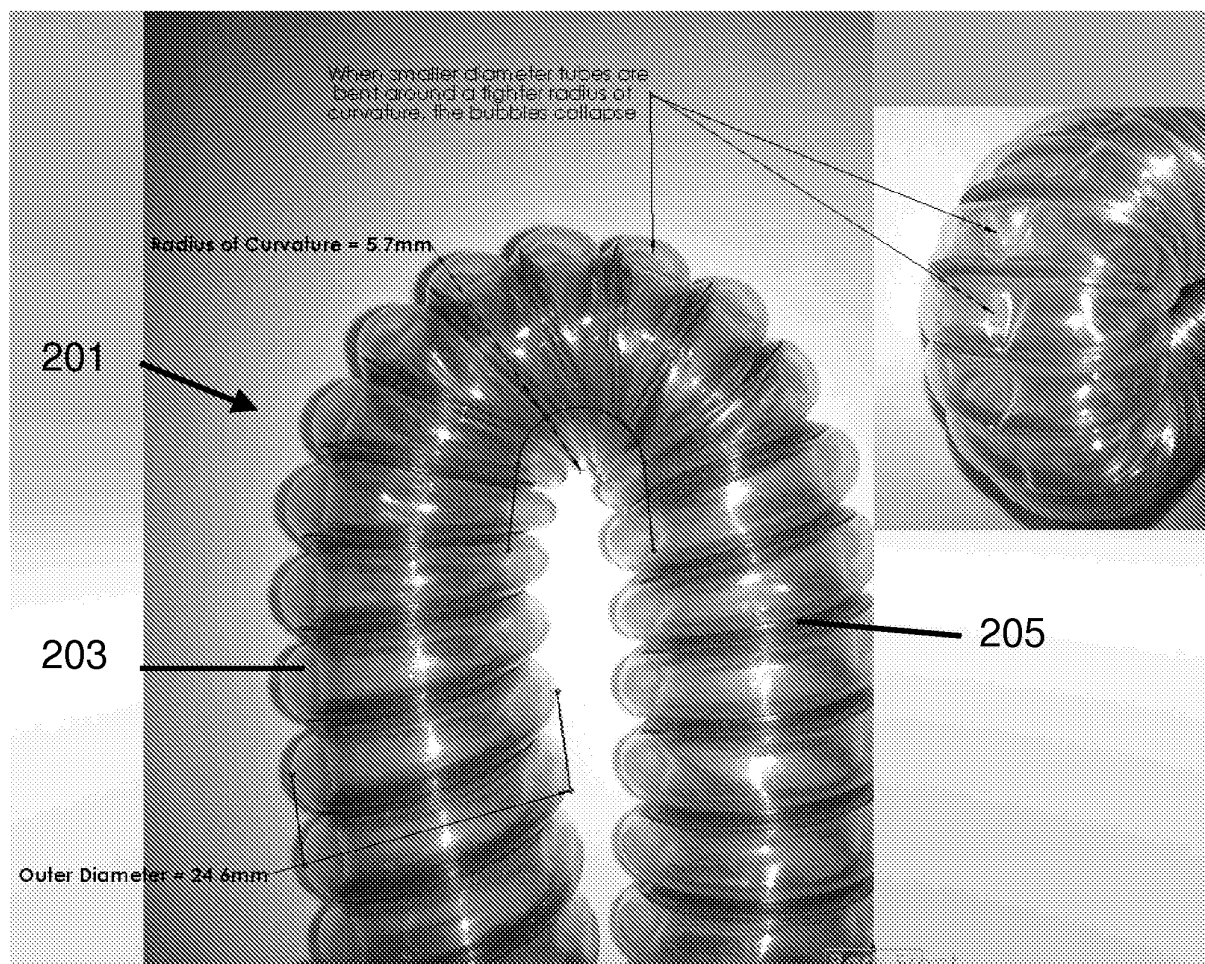 When smaller diameter tubes are
bent around a tighter radius of
curvature, the bubbles collapse
Radius of Curvature = 5.7mm
201
203
205
Outer Diameter = 24.6mm